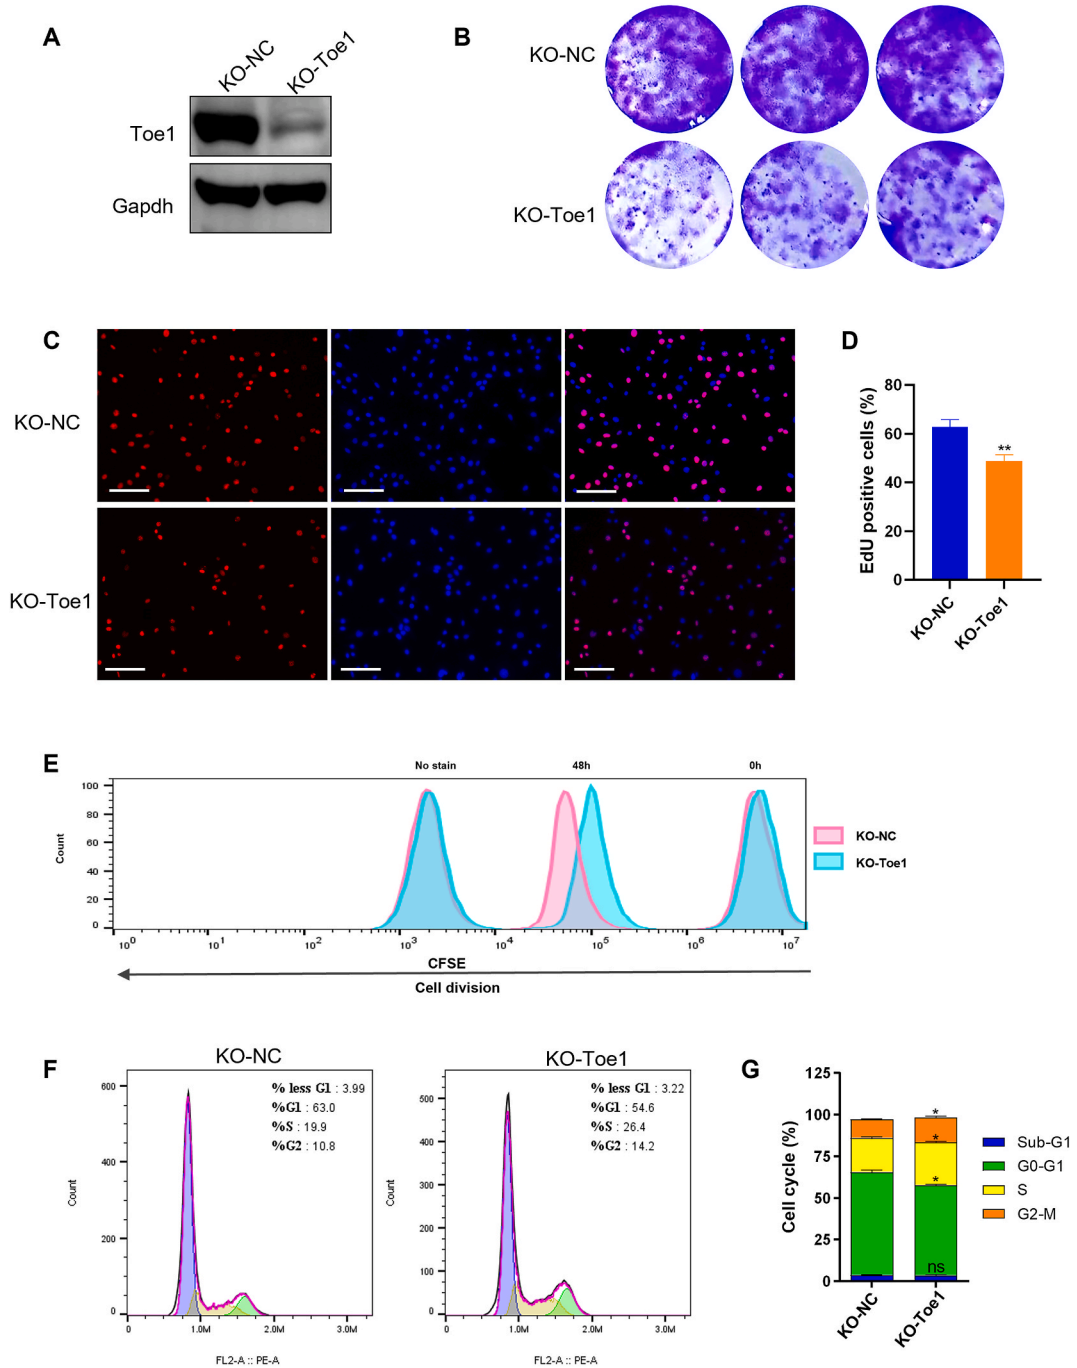 A
KO-NC
KO-Toe1
Toe1
Gapdh
B
KO-NC
KO-Toe1
C
KO-NC
KO-Toe1
D
EdU positive cells (%)
80
60
40
20
0
**
KO-NC
KO-Toe1
E
No stain
48h
0h
Count
100
80
60
40
20
0
10^0
10^1
10^2
10^3
10^4
10^5
10^6
10^7
CFSE
Cell division
KO-NC
KO-Toe1
F
KO-NC
% less G1 : 3.99
%G1 : 63.0
%S : 19.9
%G2 : 10.8
Count
600
400
200
0
0
1.0M
2.0M
3.0M
FL2-A :: PE-A
KO-Toe1
% less G1 : 3.22
%G1 : 54.6
%S : 26.4
%G2 : 14.2
Count
500
400
300
200
100
0
0
1.0M
2.0M
3.0M
FL2-A :: PE-A
G
Cell cycle (%)
125
100
75
50
25
0
*
*
*
ns
KO-NC
KO-Toe1
Sub-G1
G0-G1
S
G2-M